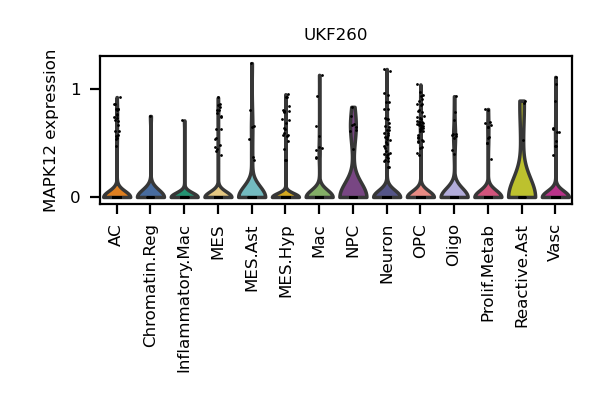 UKF260
MAPK12 expression
1
0
AC
Chromatin.Reg
Inflammatory.Mac
MES
MES.Ast
MES.Hyp
Mac
NPC
Neuron
OPC
Oligo
Prolif.Metab
Reactive.Ast
Vasc